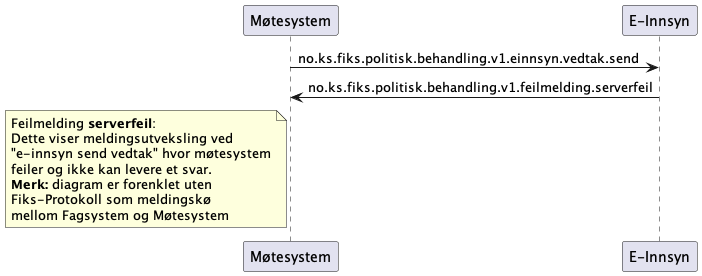 Møtesystem
E-Innsyn
no.ks.fiks.politisk.behandling.v1.einnsyn.vedtak.send
no.ks.fiks.politisk.behandling.v1.feilmelding.serverfeil
Feilmelding serverfeil:
Dette viser meldingsutveksling ved
"e-innsyn send vedtak" hvor møtesystem
feiler og ikke kan levere et svar.
Merk: diagram er forenklet uten
Fiks-Protokoll som meldingskø
mellom Fagsystem og Møtesystem
Møtesystem
E-Innsyn